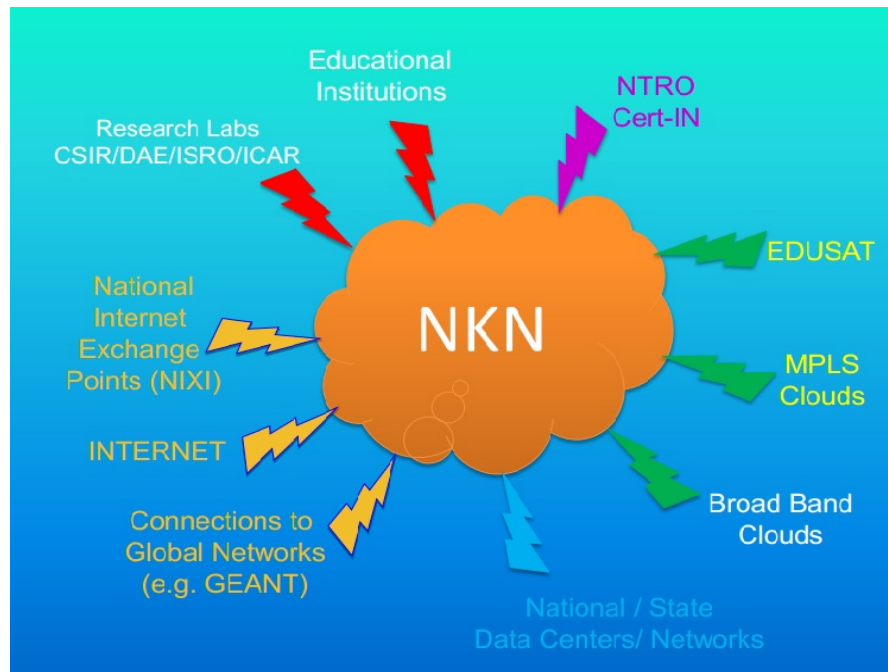 Educational
Institutions
NTRO
Cert-IN
Research Labs
CSIR/DAE/ISRO/ICAR
EDUSAT
National
Internet
Exchange
Points (NIXI)
NKN
MPLS
Clouds
INTERNET
Broad Band
Clouds
Connections to
Global Networks
(e.g. GEANT)
National / State
Data Centers/ Networks